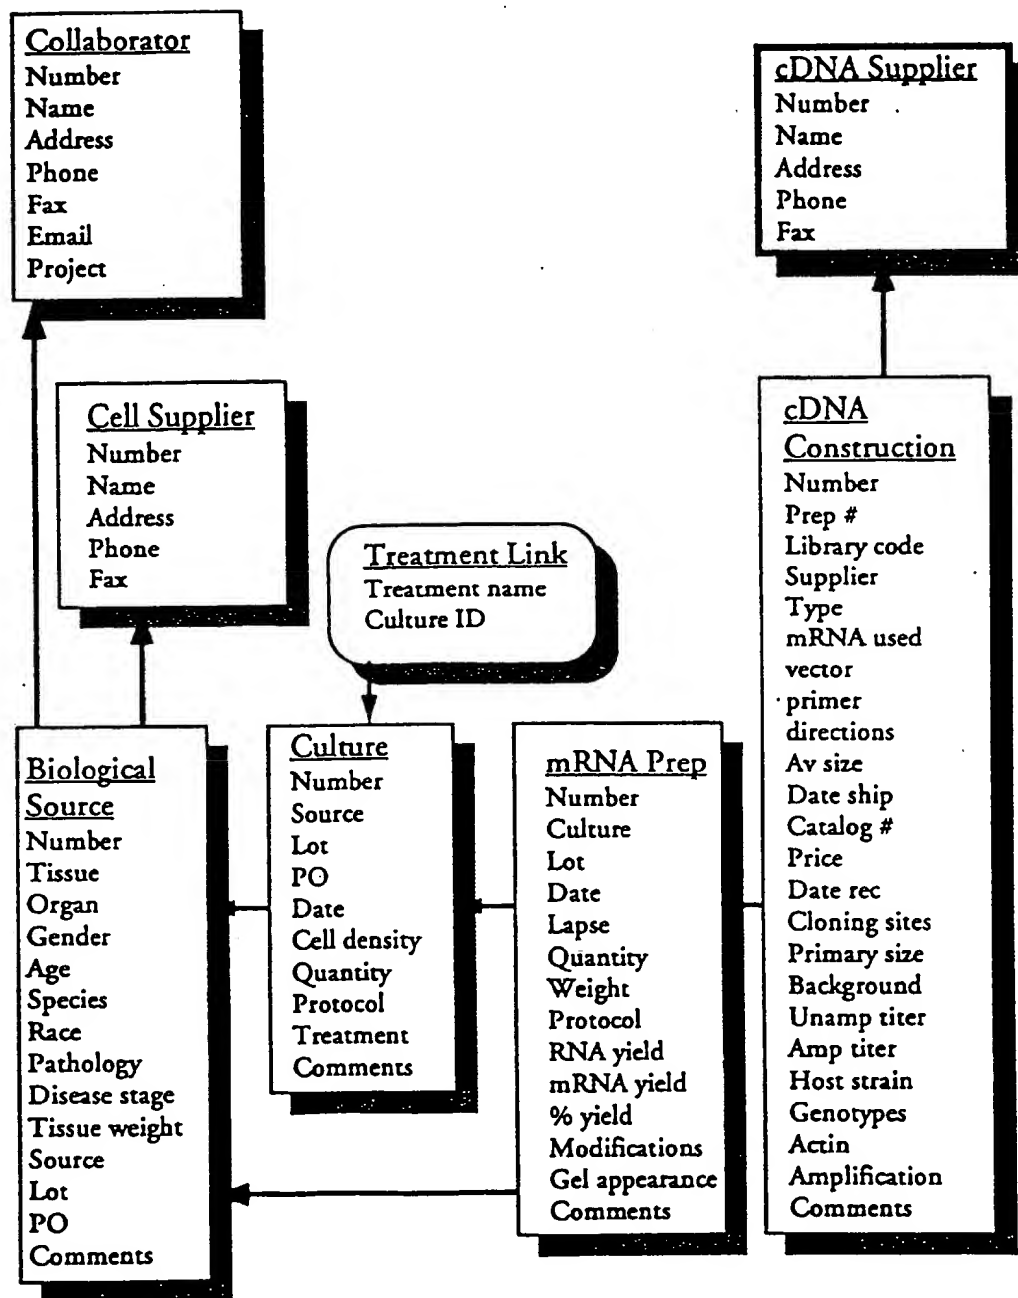 Collaborator
Number
Name
Address
Phone
Fax
Email
Project
cDNA Supplier
Number
Name
Address
Phone
Fax
Cell Supplier
Number
Name
Address
Phone
Fax
Treatment Link
Treatment name
Culture ID
cDNA
Construction
Number
Prep #
Library code
Supplier
Type
mRNA used
vector
primer
directions
Av size
Date ship
Catalog #
Price
Date rec
Cloning sites
Primary size
Background
Unamp titer
Amp titer
Host strain
Genotypes
Actin
Amplification
Comments
Biological
Source
Number
Tissue
Organ
Gender
Age
Species
Race
Pathology
Disease stage
Tissue weight
Source
Lot
PO
Comments
Culture
Number
Source
Lot
PO
Date
Cell density
Quantity
Protocol
Treatment
Comments
mRNA Prep
Number
Culture
Lot
Date
Lapse
Quantity
Weight
Protocol
RNA yield
mRNA yield
% yield
Modifications
Gel appearance
Comments